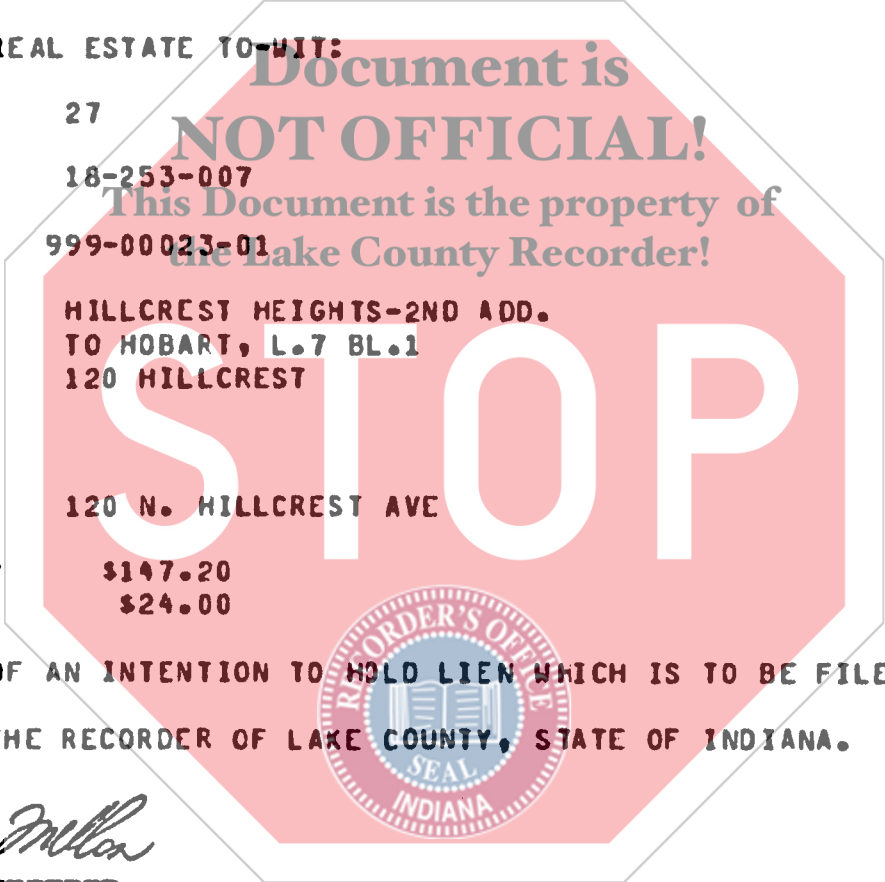 REAL ESTATE TO-WIT:
Document is
27
NOT OFFICIAL!
18-253-007
This Document is the property of
999-00023-01
the Lake County Recorder!
HILLCREST HEIGHTS-2ND ADD.
TO HOBART, L.7 BL.1
120 HILLCREST
STOP
120 N. HILLCREST AVE
$147.20
$24.00
RECORDER'S OFFICE
OF AN INTENTION TO HOLD LIEN WHICH IS TO BE FILE
THE RECORDER OF LAKE COUNTY, STATE OF INDIANA.
SEAL
INDIANA